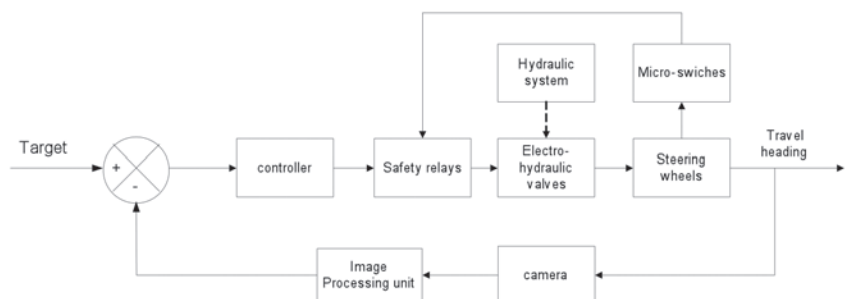 Hydraulic
system
Micro-swiches
Target
+
-
controller
Safety relays
Electro-
hydraulic
valves
Steering
wheels
Travel
heading
Image
Processing unit
camera